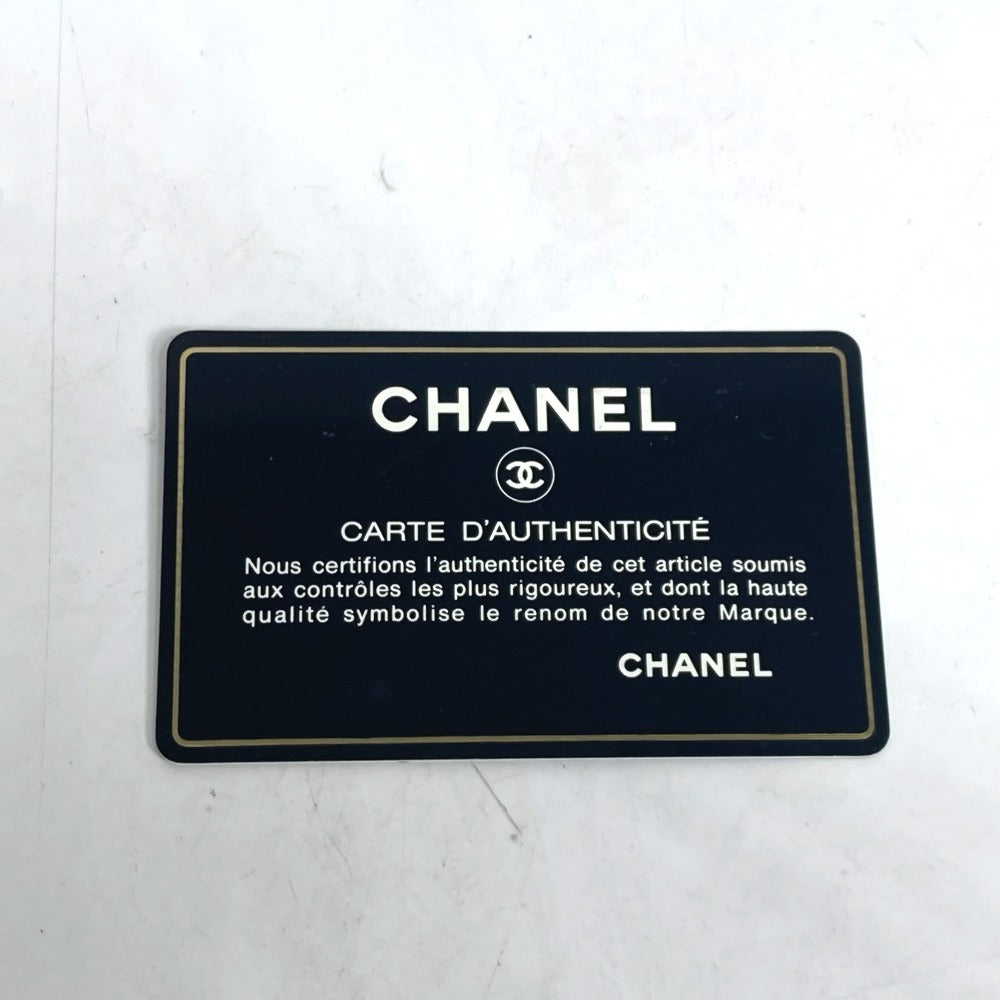 CHANEL
CARTE D'AUTHENTICITÉ
Nous certifions l'authenticité de cet article soumis
aux contrôles les plus rigoureux, et dont la haute
qualité symbolise le renom de notre Marque.
CHANEL